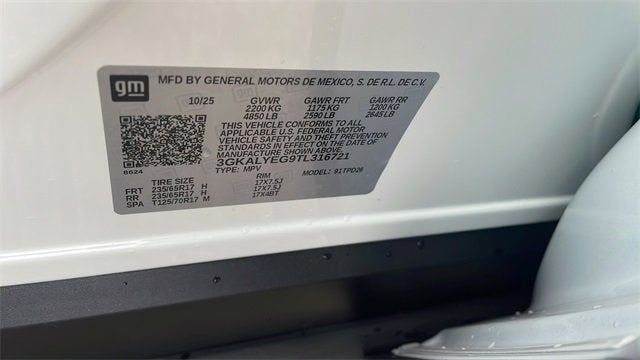 gm
MFD BY GENERAL MOTORS DE MEXICO, S. DE R.L. DE C.V.
10/25 GVWR GAWR FRT GAWR RR
2200 KG 1175 KG 1200 KG
4850 LB 2590 LB 2645 LB
THIS VEHICLE CONFORMS TO ALL
APPLICABLE U.S. FEDERAL MOTOR
VEHICLE SAFETY AND THEFT PREVENTION
STANDARDS IN EFFECT ON THE DATE OF
MANUFACTURE SHOWN ABOVE.
3GKALYEG9TL316721
8624 TYPE: MPV MODEL: 91TPD26
TIRE SIZE RIM
FRT 235/65R17 H 17X7.5J
RR 235/65R17 H 17X7.5J
SPA T125/70R17 M 17X4BT